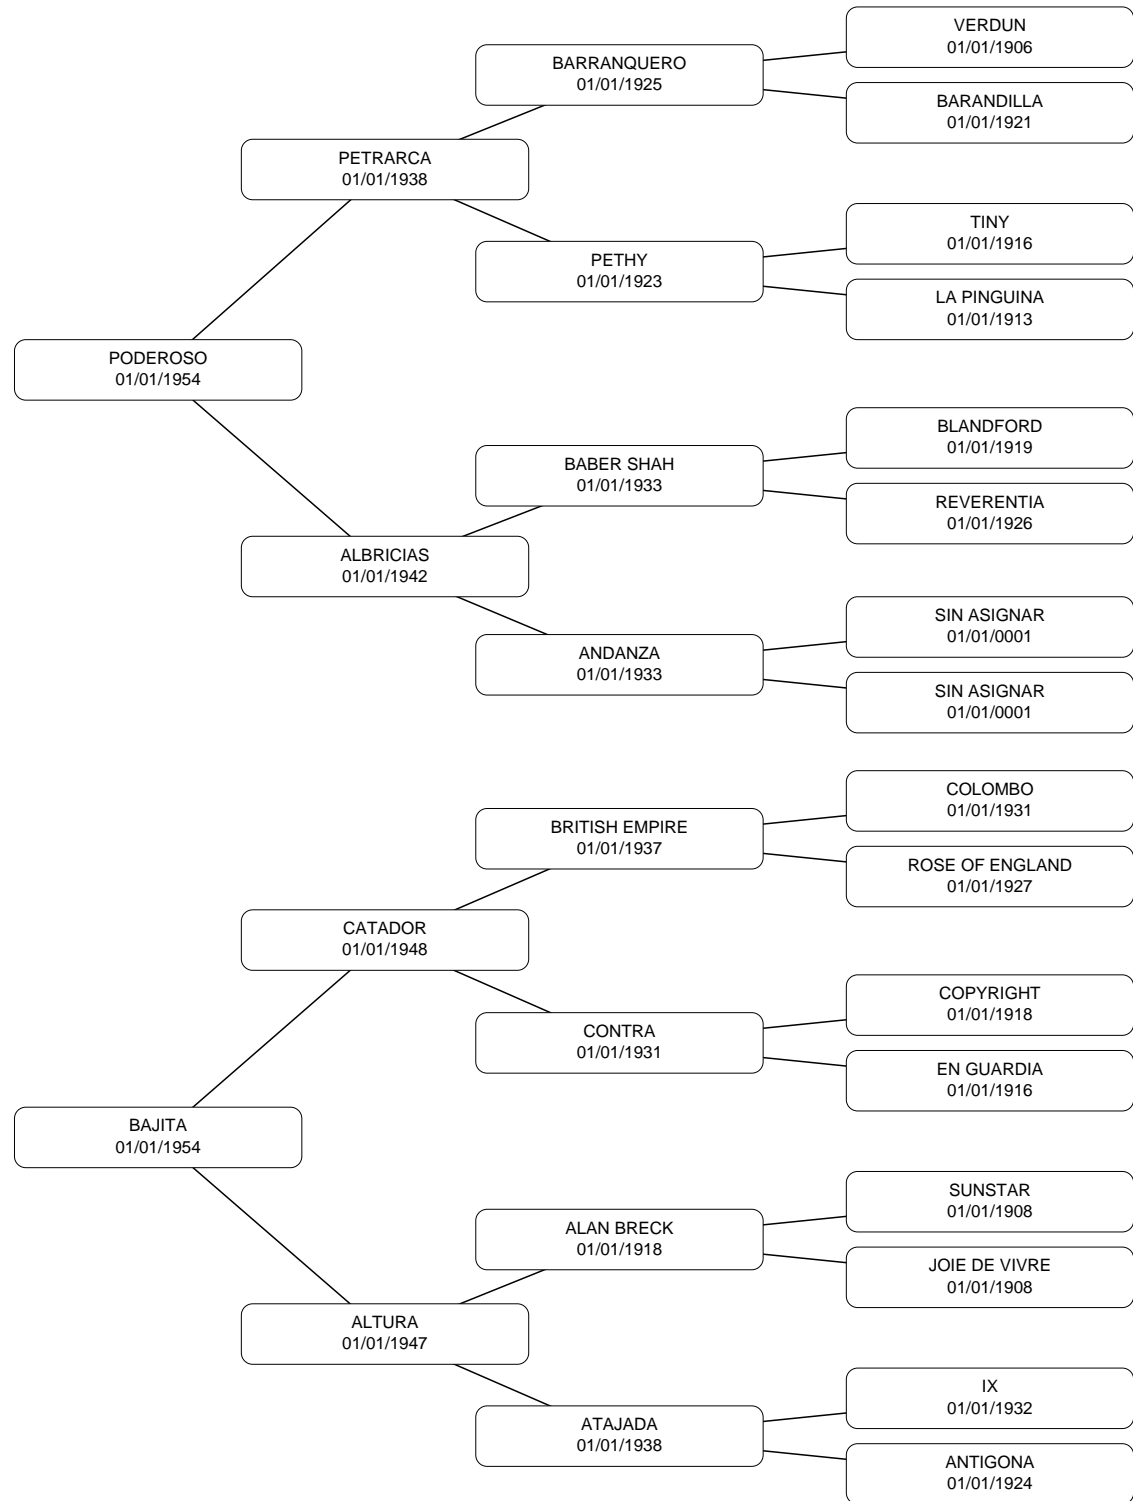 VERDUN
01/01/1906
BARRANQUERO
01/01/1925
BARANDILLA
01/01/1921
PETRARCA
01/01/1938
TINY
01/01/1916
PETHY
01/01/1923
LA PINGUINA
01/01/1913
PODEROSO
01/01/1954
BLANDFORD
01/01/1919
BABER SHAH
01/01/1933
REVERENTIA
01/01/1926
ALBRICIAS
01/01/1942
SIN ASIGNAR
01/01/0001
ANDANZA
01/01/1933
SIN ASIGNAR
01/01/0001
COLOMBO
01/01/1931
BRITISH EMPIRE
01/01/1937
ROSE OF ENGLAND
01/01/1927
CATADOR
01/01/1948
COPYRIGHT
01/01/1918
CONTRA
01/01/1931
EN GUARDIA
01/01/1916
BAJITA
01/01/1954
SUNSTAR
01/01/1908
ALAN BRECK
01/01/1918
JOIE DE VIVRE
01/01/1908
ALTURA
01/01/1947
IX
01/01/1932
ATAJADA
01/01/1938
ANTIGONA
01/01/1924